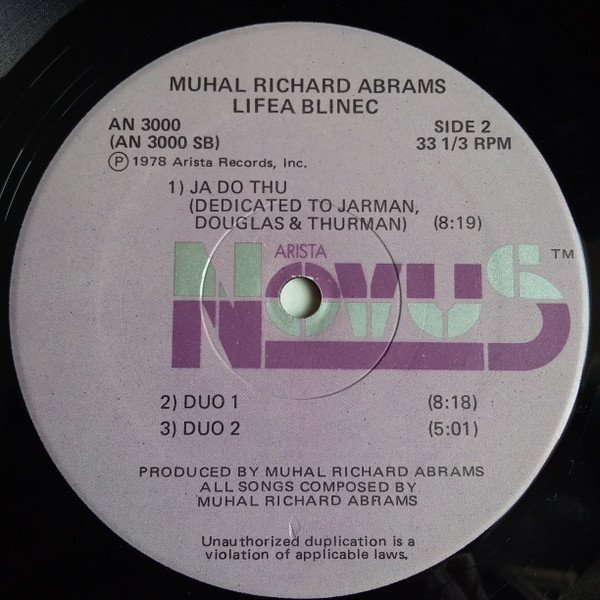 MUHAL RICHARD ABRAMS
LIFEA BLINEC
AN 3000
(AN 3000 SB)
Ⓟ 1978 Arista Records, Inc.
SIDE 2
33 1/3 RPM
1) JA DO THU
(DEDICATED TO JARMAN,
DOUGLAS & THURMAN) (8:19)
ARISTA
NOVUS™
2) DUO 1 (8:18)
3) DUO 2 (5:01)
PRODUCED BY MUHAL RICHARD ABRAMS
ALL SONGS COMPOSED BY
MUHAL RICHARD ABRAMS
Unauthorized duplication is a
violation of applicable laws.